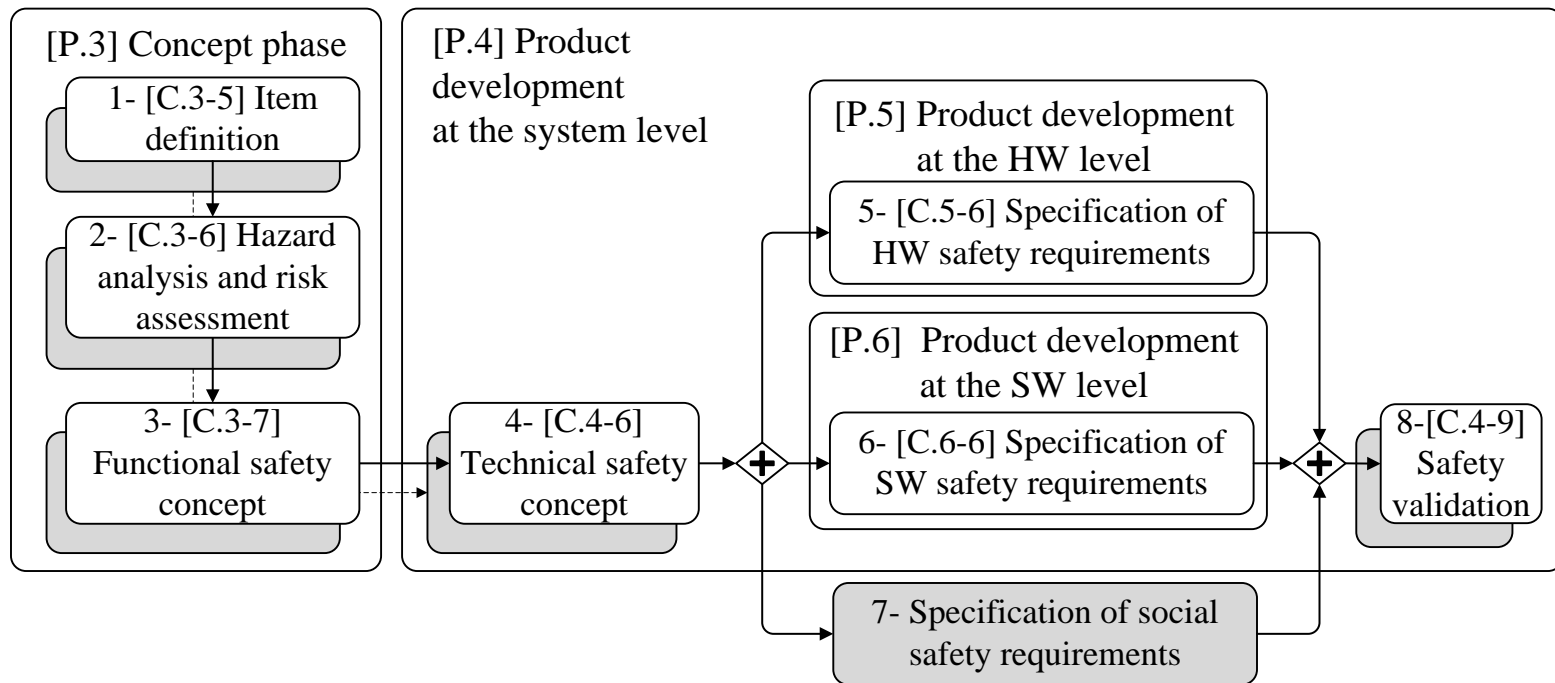 [P.3] Concept phase
1- [C.3-5] Item
definition
2- [C.3-6] Hazard
analysis and risk
assessment
3- [C.3-7]
Functional safety
concept
[P.4] Product
development
at the system level
4- [C.4-6]
Technical safety
concept
[P.5] Product development
at the HW level
5- [C.5-6] Specification of
HW safety requirements
[P.6] Product development
at the SW level
6- [C.6-6] Specification of
SW safety requirements
7- Specification of social
safety requirements
8-[C.4-9]
Safety
validation